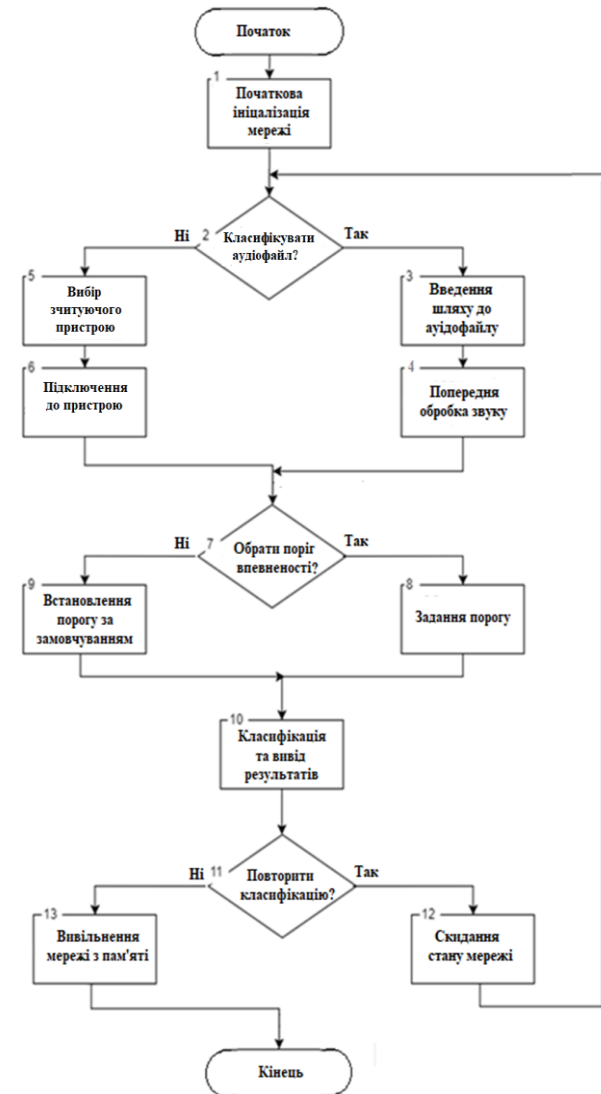 Початок
1
Початкова
ініцалізація
мережі
Ні
2
Класифікувати
аудіофайл?
Так
5
Вибір
зчитуючого
пристрою
3
Введення
шляху до
ауідофайлу
6
Підключення
до пристрою
4
Попередня
обробка звуку
Ні
7
Обрати поріг
впевненості?
Так
9
Встановлення
порогу за
замовчуванням
8
Задання порогу
10
Класифікація
та вивід
результатів
Ні
11
Повторити
класифікацію?
Так
13
Вивільнення
мережі з пам'яті
12
Скидання
стану мережі
Кінець